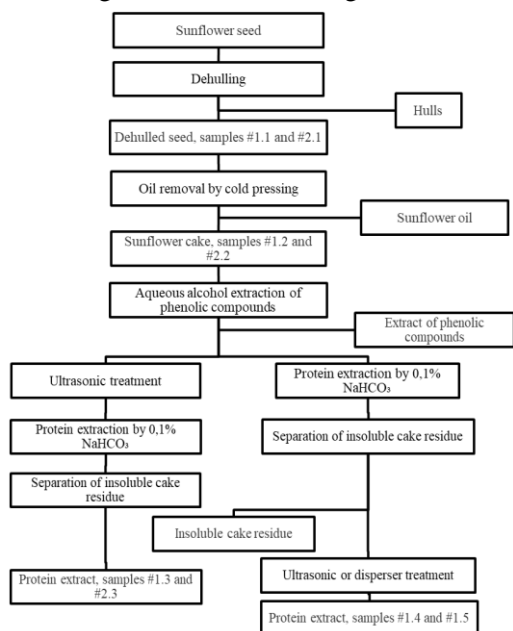 Sunflower seed
Dehulling
Hulls
Dehulled seed, samples #1.1 and #2.1
Oil removal by cold pressing
Sunflower oil
Sunflower cake, samples #1.2 and
#2.2
Aqueous alcohol extraction of
phenolic compounds
Extract of phenolic
compounds
Ultrasonic treatment
Protein extraction by 0,1%
NaHCO₃
Separation of insoluble cake
residue
Protein extract, samples #1.3 and
#2.3
Protein extraction by 0,1%
NaHCO₃
Separation of insoluble cake residue
Insoluble cake residue
Ultrasonic or disperser treatment
Protein extract, samples #1.4 and #1.5